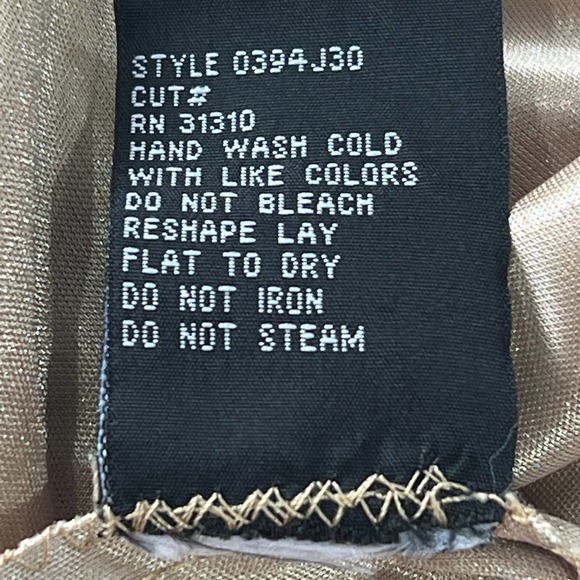 STYLE 0394J30
CUT#
RN 31310
HAND WASH COLD
WITH LIKE COLORS
DO NOT BLEACH
RESHAPE LAY
FLAT TO DRY
DO NOT IRON
DO NOT STEAM